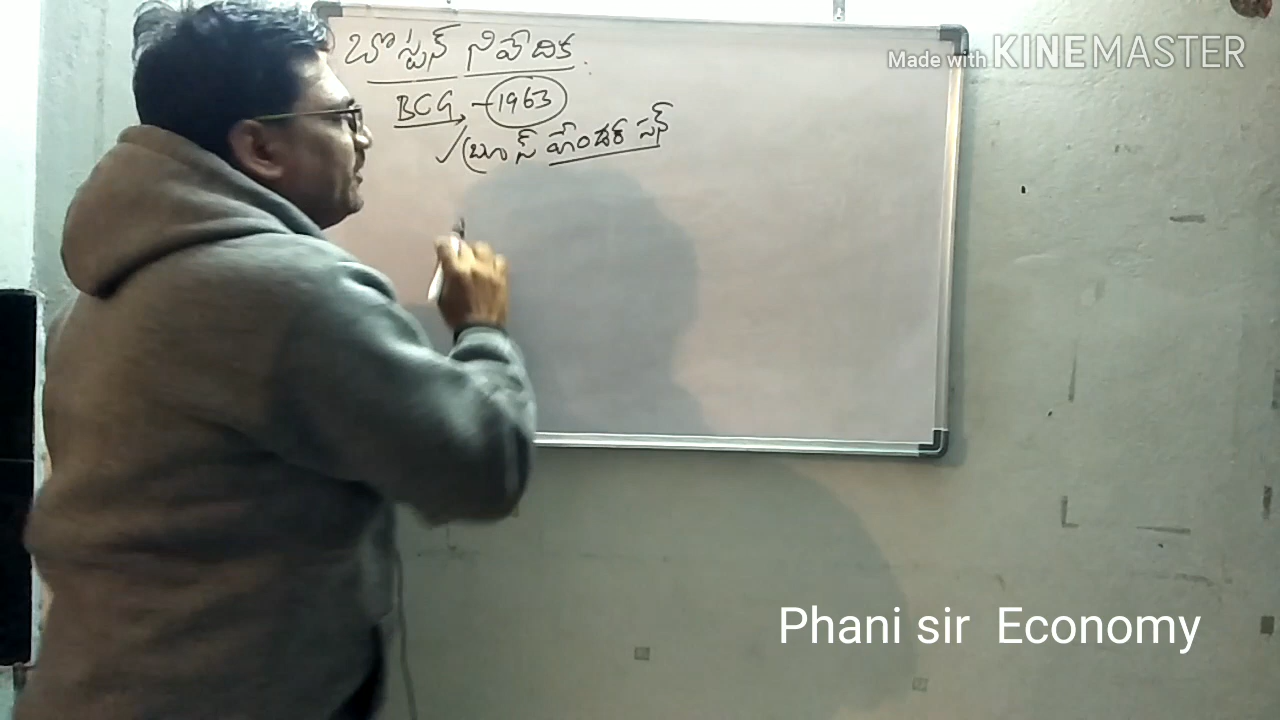 బొస్టన్ నివేదిక
BCG - 1963
బ్రూస్ హెండర్ సన్
Made with KINEMASTER
Phani sir Economy